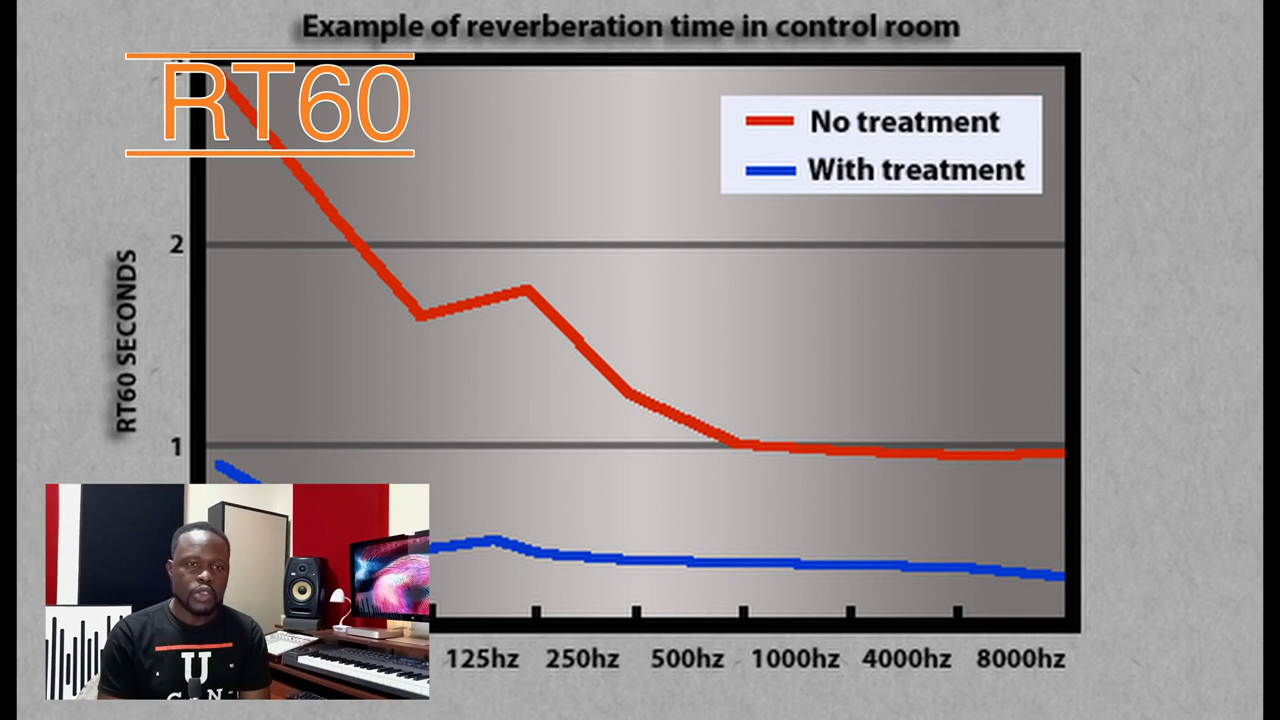 Example of reverberation time in control room
RT60
No treatment
With treatment
2
RT60 SECONDS
1
125hz 250hz 500hz 1000hz 4000hz 8000hz
U